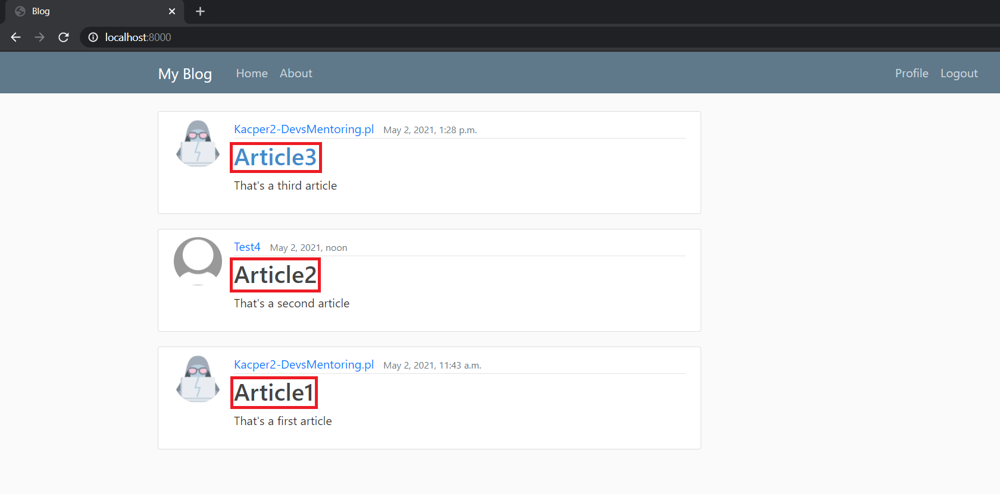 Blog
localhost:8000
My Blog Home About Profile Logout
Kacper2-DevsMentoring.pl May 2, 2021, 1:28 p.m.
Article3
That's a third article
Test4 May 2, 2021, noon
Article2
That's a second article
Kacper2-DevsMentoring.pl May 2, 2021, 11:43 a.m.
Article1
That's a first article